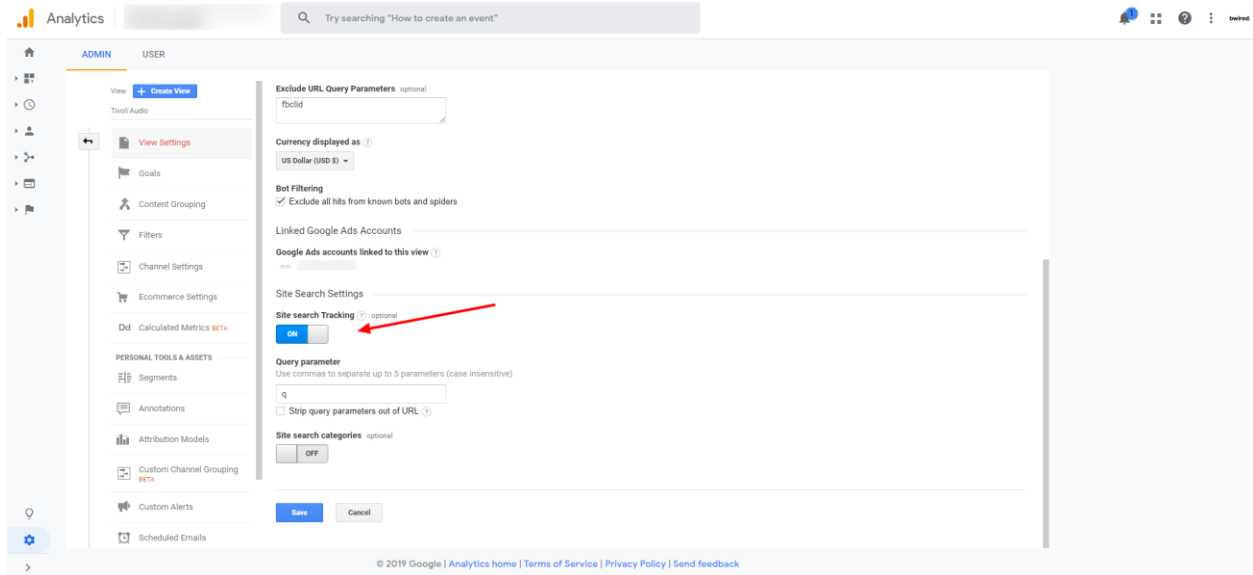 Analytics
Try searching "How to create an event"
1
bwired.
ADMIN
USER
View
+ Create View
Tivoli Audio
View Settings
Goals
Content Grouping
Filters
Channel Settings
Ecommerce Settings
Dd Calculated Metrics BETA
PERSONAL TOOLS & ASSETS
Segments
Annotations
Attribution Models
Custom Channel Grouping
BETA
Custom Alerts
Scheduled Emails
Exclude URL Query Parameters optional
fbclid
Currency displayed as ?
US Dollar (USD $)
Bot Filtering
Exclude all hits from known bots and spiders
Linked Google Ads Accounts
Google Ads accounts linked to this view ?
Site Search Settings
Site search Tracking ? optional
ON
Query parameter
Use commas to separate up to 5 parameters (case insensitive)
q
Strip query parameters out of URL ?
Site search categories optional
OFF
Save
Cancel
© 2019 Google | Analytics home | Terms of Service | Privacy Policy | Send feedback